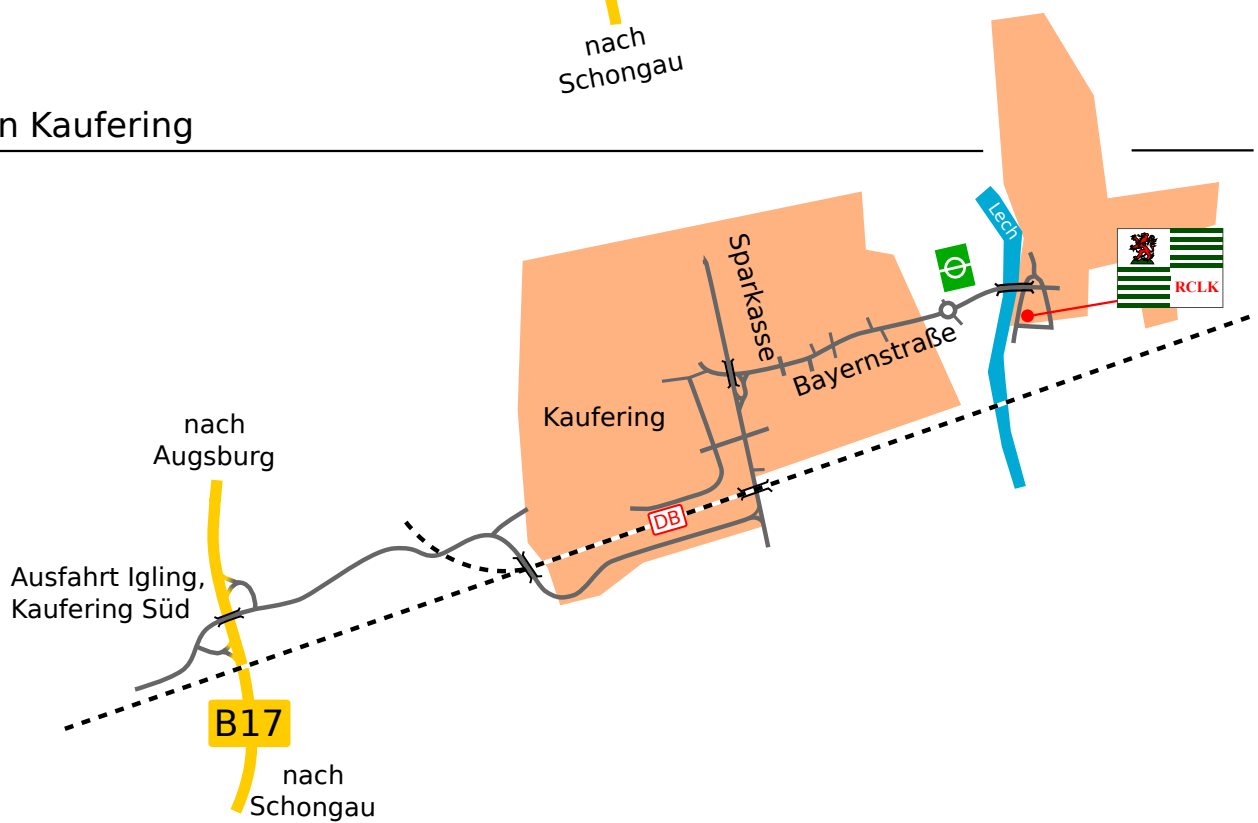 nach
Schongau
n Kaufering
Lech
Sparkasse
RCLK
Bayernstraße
Kaufering
nach
Augsburg
DB
Ausfahrt Igling,
Kaufering Süd
B17
nach
Schongau